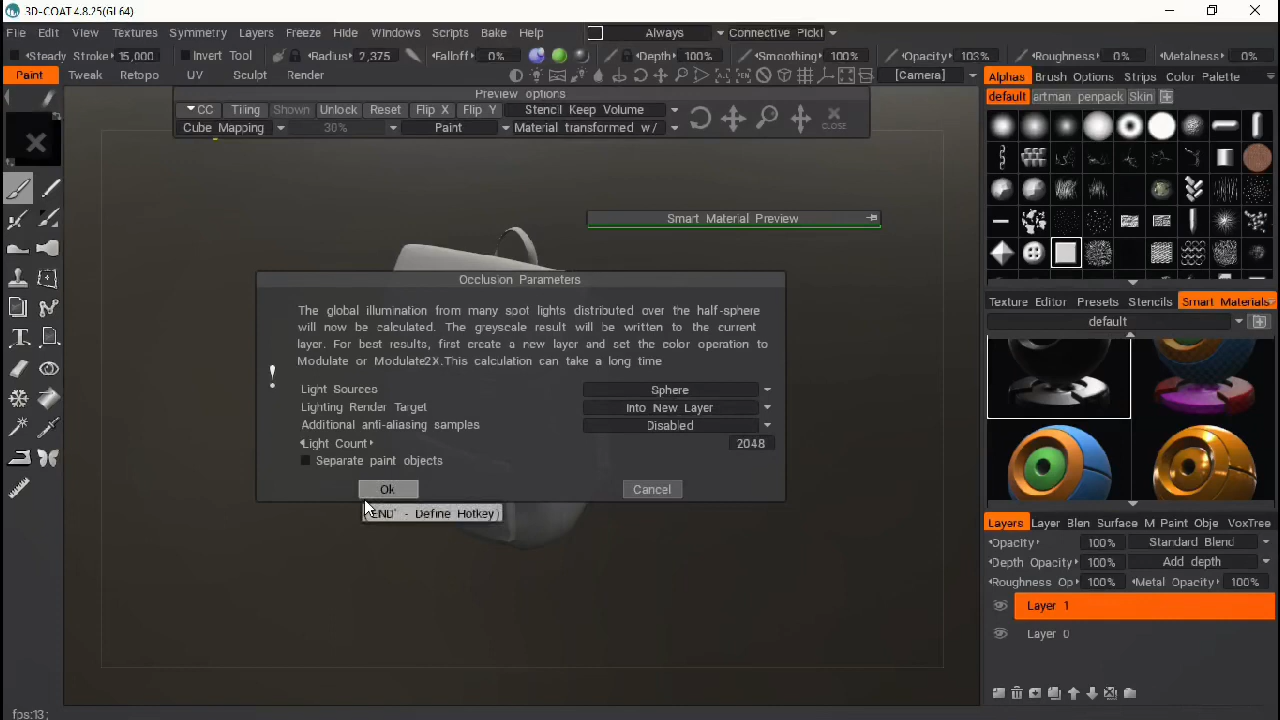 3D-COAT 4.8.25(GL64)
File Edit View Textures Symmetry Layers Freeze Hide Windows Scripts Bake Help Always Connective Picki
Steady Stroke 15,000 Invert Tool Radius 2,375 Falloff 0% Depth 100% Smoothing 100% Opacity 103% Roughness 0% Metalness 0%
Paint Tweak Retopo UV Sculpt Render [Camera] Alphas Brush Options Strips Color Palette
Preview options
default artman penpack Skin
CC Tiling Shown Unlock Reset Flip X Flip Y Stencil Keep Volume
Cube Mapping 30% Paint Material transformed w/ CLOSE
Smart Material Preview
Occlusion Parameters
The global illumination from many spot lights distributed over the half-sphere
will now be calculated. The greyscale result will be written to the current
layer. For best results, first create a new layer and set the color operation to
Modulate or Modulate2X.This calculation can take a long time
Light Sources Sphere
Lighting Render Target Into New Layer
Additional anti-aliasing samples Disabled
Light Count 2048
Separate paint objects
Ok Cancel
END' - Define Hotkey)
Texture Editor Presets Stencils Smart Materials
default
Layers Layer Blen Surface M Paint Obje VoxTree
Opacity 100% Standard Blend
Depth Opacity 100% Add depth
Roughness Op 100% Metal Opacity 100%
Layer 1
Layer 0
fps:13;